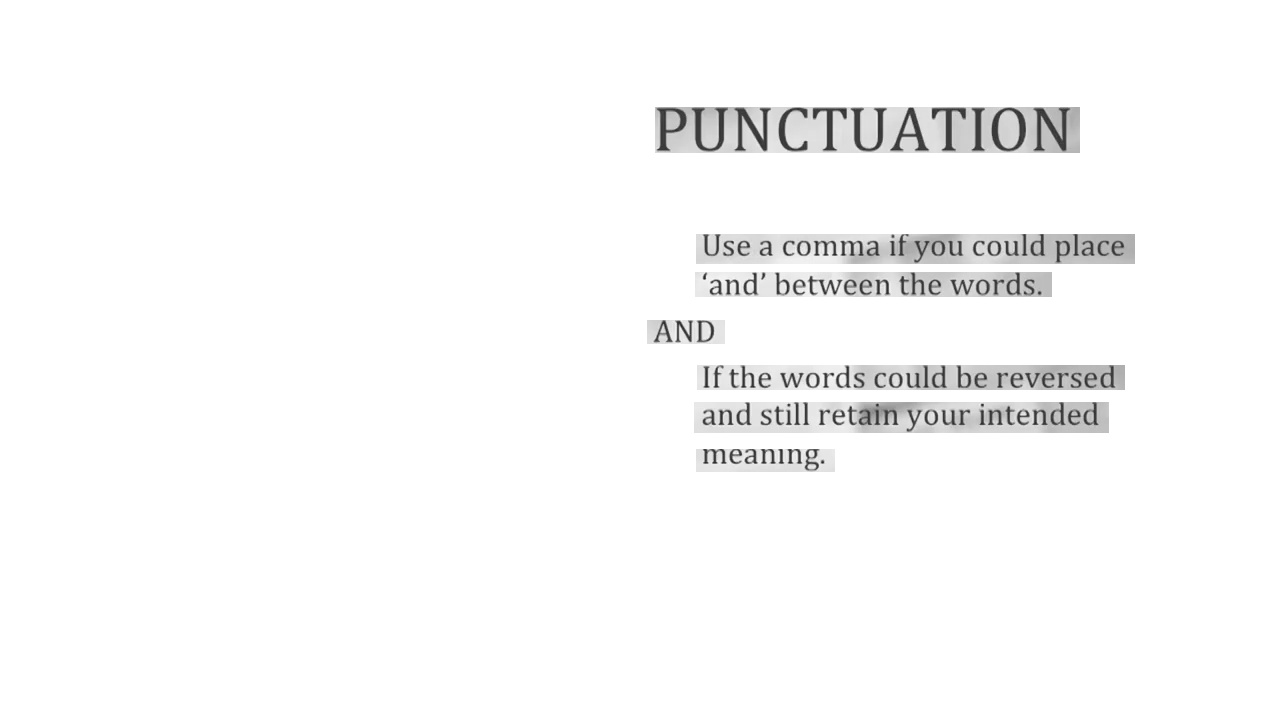 PUNCTUATION
Use a comma if you could place
‘and’ between the words.
AND
If the words could be reversed
and still retain your intended
meaning.